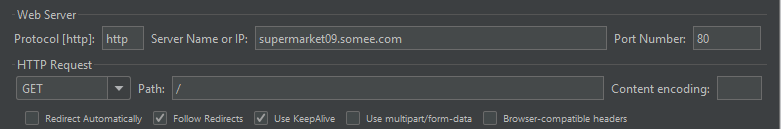 Web Server
Protocol [http]: http Server Name or IP: supermarket09.somee.com Port Number: 80
HTTP Request
GET Path: / Content encoding:
Redirect Automatically Follow Redirects Use KeepAlive Use multipart/form-data Browser-compatible headers